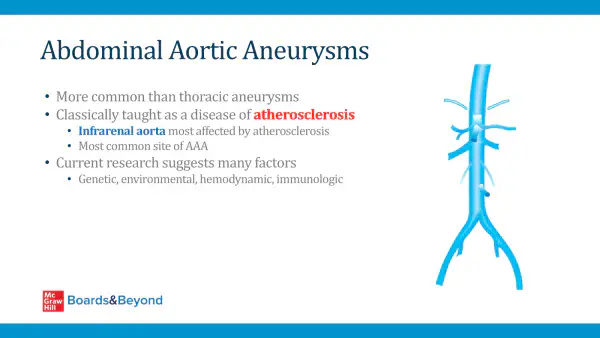 Abdominal Aortic Aneurysms
• More common than thoracic aneurysms
• Classically taught as a disease of atherosclerosis
• Infrarenal aorta most affected by atherosclerosis
• Most common site of AAA
• Current research suggests many factors
• Genetic, environmental, hemodynamic, immunologic
Mc
Graw
Hill
Boards&Beyond